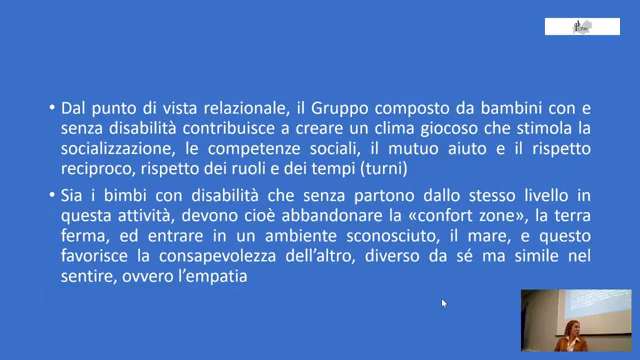 • Dal punto di vista relazionale, il Gruppo composto da bambini con e
senza disabilità contribuisce a creare un clima giocoso che stimola la
socializzazione, le competenze sociali, il mutuo aiuto e il rispetto
reciproco, rispetto dei ruoli e dei tempi (turni)
• Sia i bimbi con disabilità che senza partono dallo stesso livello in
questa attività, devono cioè abbandonare la «confort zone», la terra
ferma, ed entrare in un ambiente sconosciuto, il mare, e questo
favorisce la consapevolezza dell'altro, diverso da sé ma simile nel
sentire, ovvero l'empatia